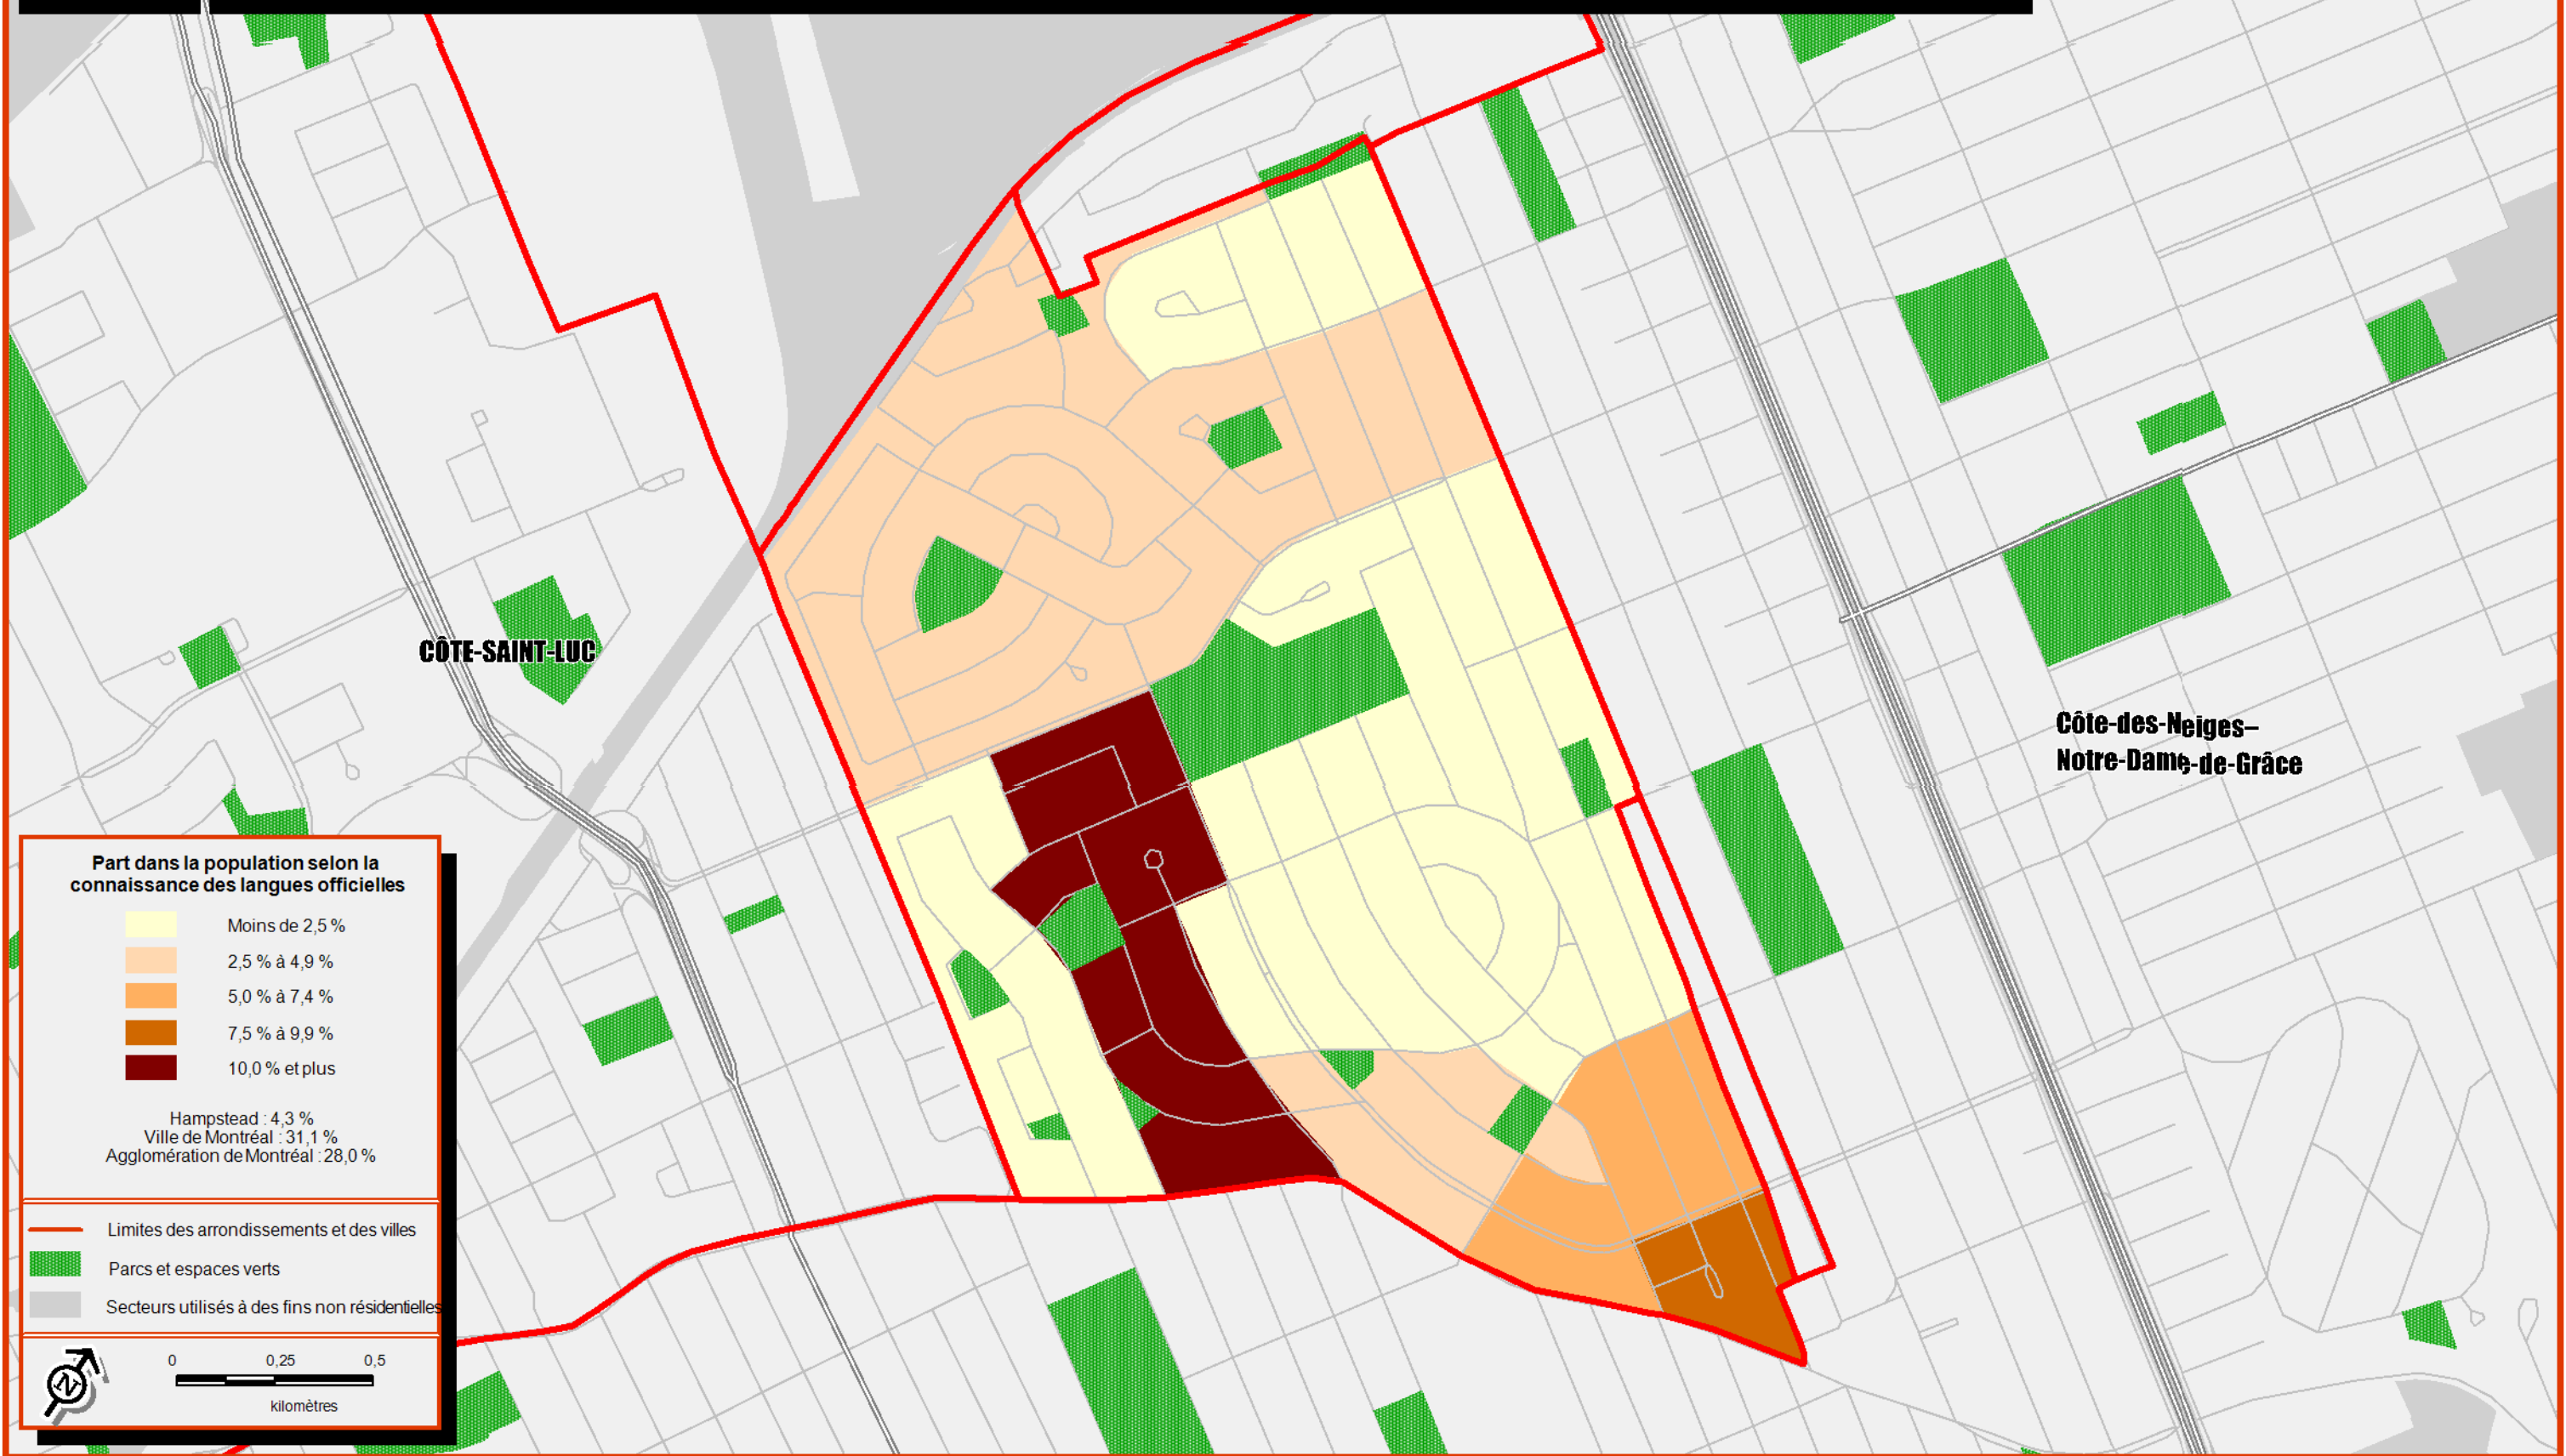 CÔTE-SAINT-LUC
Côte-des-Neiges–
Notre-Dame-de-Grâce
Part dans la population selon la
connaissance des langues officielles
Moins de 2,5 %
2,5 % à 4,9 %
5,0 % à 7,4 %
7,5 % à 9,9 %
10,0 % et plus
Hampstead : 4,3 %
Ville de Montréal : 31,1 %
Agglomération de Montréal : 28,0 %
Limites des arrondissements et des villes
Parcs et espaces verts
Secteurs utilisés à des fins non résidentielles
N
0 0,25 0,5
kilomètres